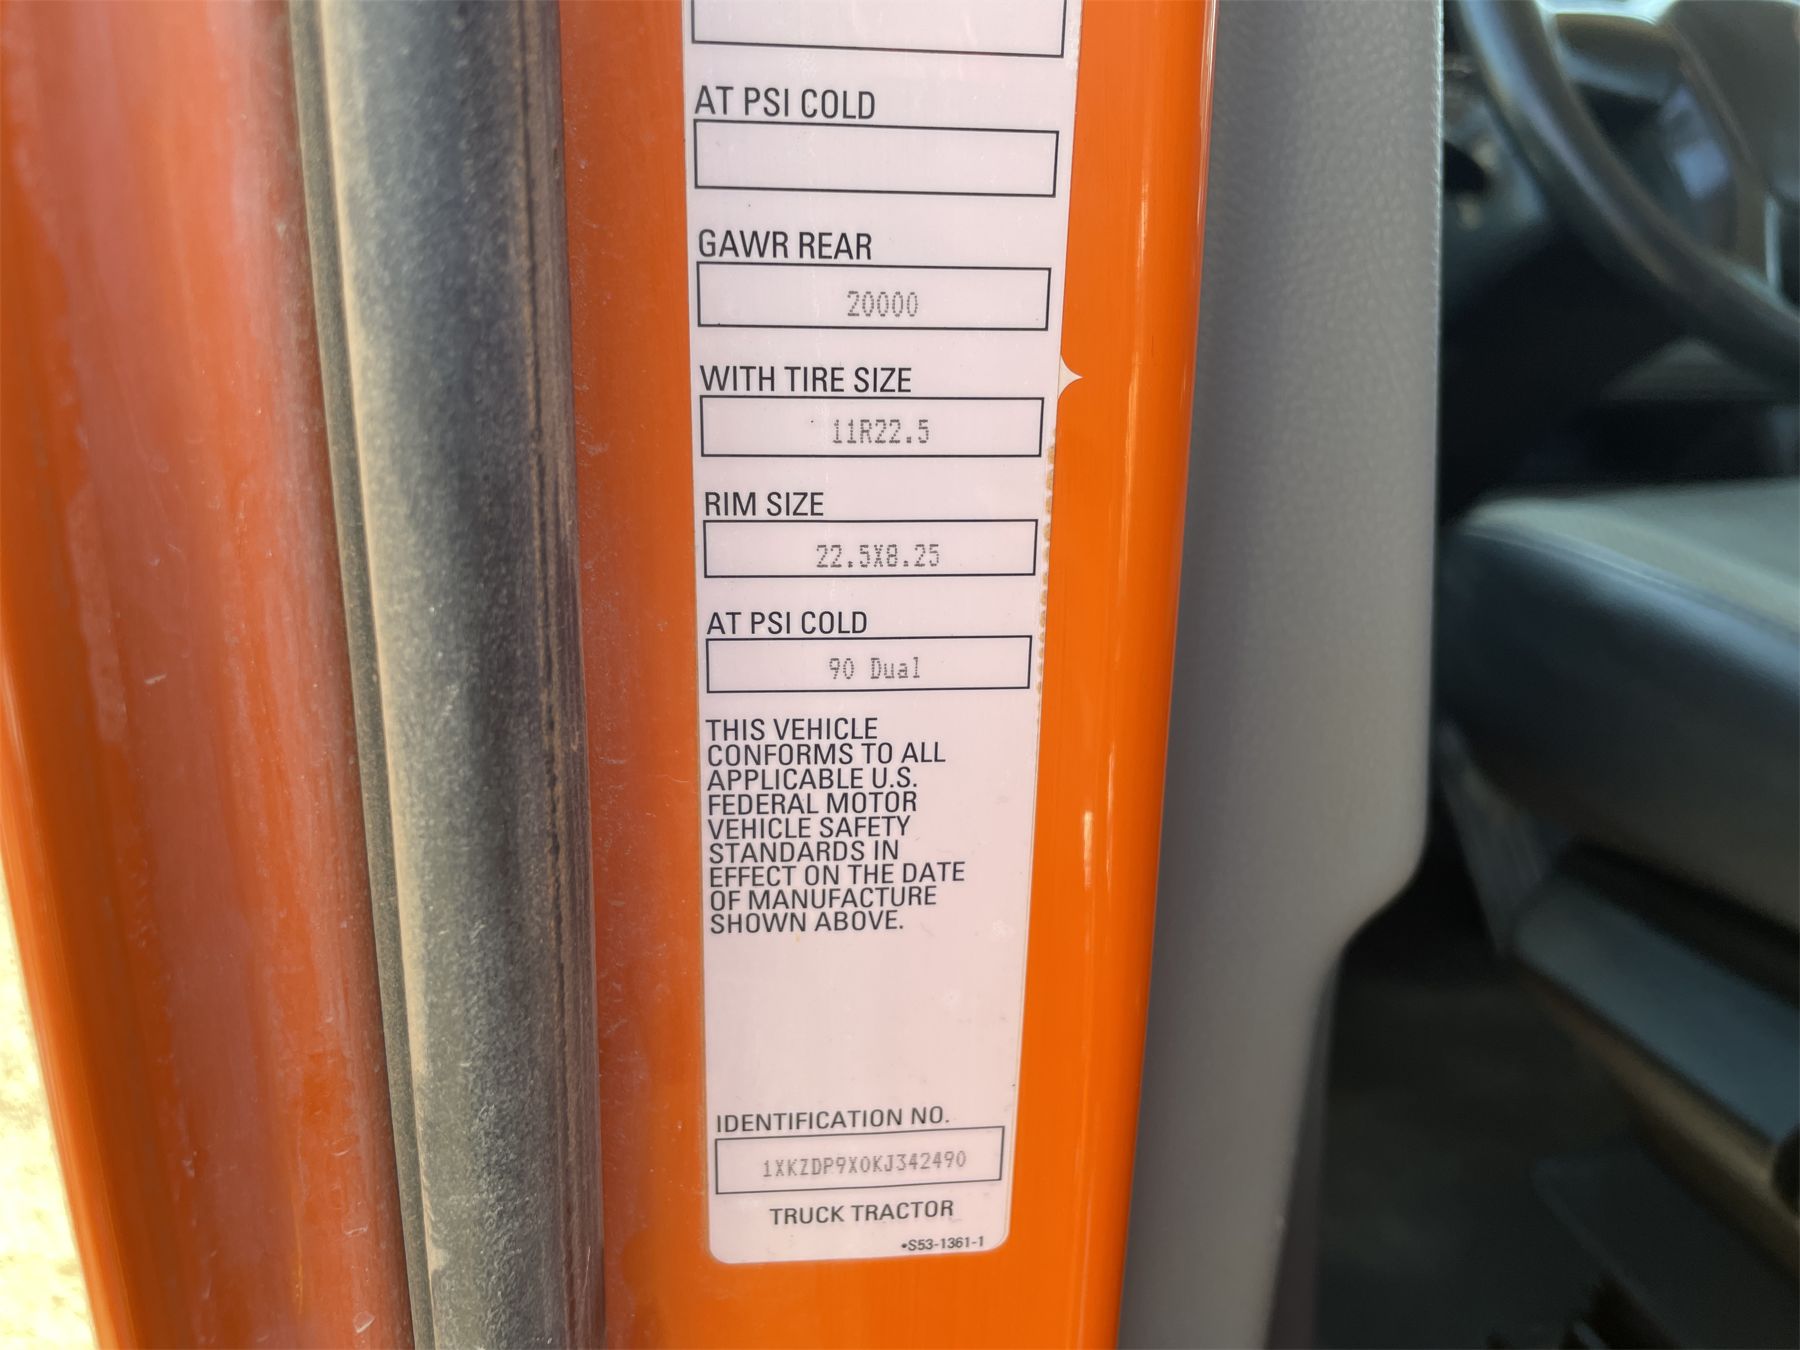 AT PSI COLD
GAWR REAR
20000
WITH TIRE SIZE
11R22.5
RIM SIZE
22.5X8.25
AT PSI COLD
90 Dual
THIS VEHICLE
CONFORMS TO ALL
APPLICABLE U.S.
FEDERAL MOTOR
VEHICLE SAFETY
STANDARDS IN
EFFECT ON THE DATE
OF MANUFACTURE
SHOWN ABOVE.
IDENTIFICATION NO.
1XKZDP9X0KJ342490
TRUCK TRACTOR
•S53-1361-1